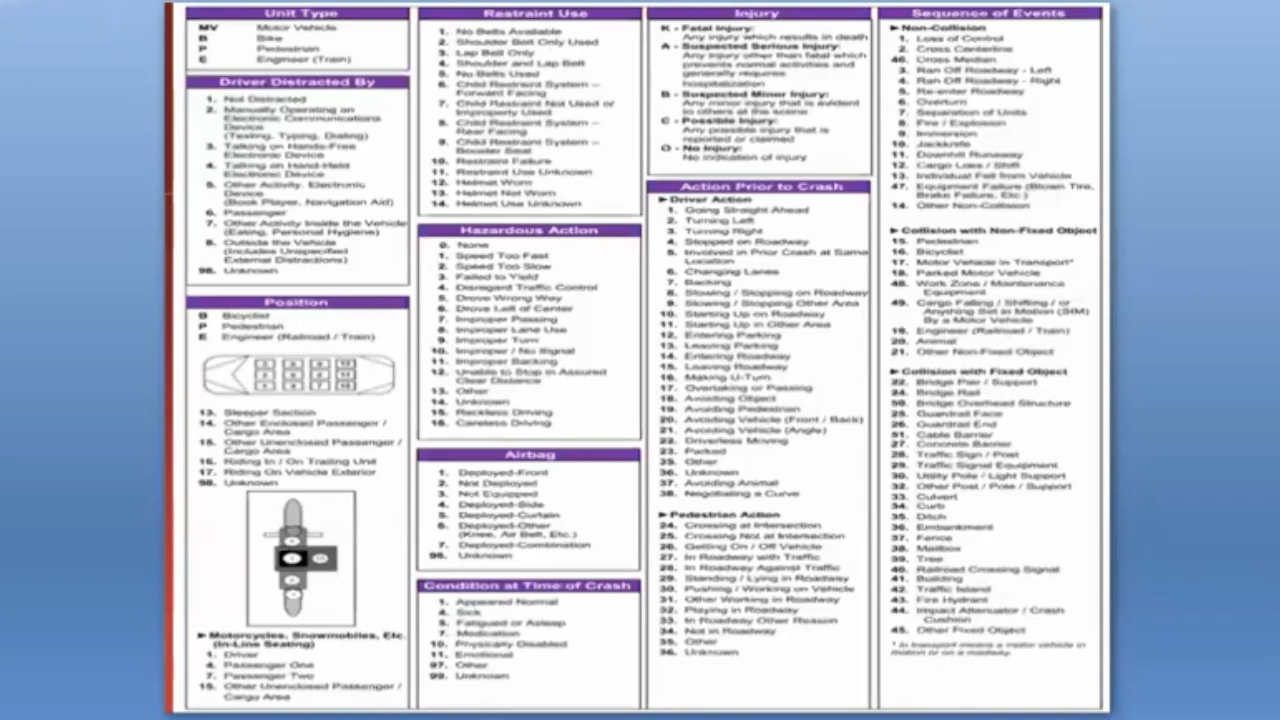 Unit Type
MV Motor Vehicle
B Bike
P Pedestrian
E Engineer (Train)
Driver Distracted By
1. Not Distracted
2. Manually Operating an
Electronic Communications
Device
(Texting, Typing, Dialing)
3. Talking on Hands-Free
Electronic Device
4. Talking on Hand-Held
Electronic Device
5. Other Activity, Electronic
Device
(Book Player, Navigation Aid)
6. Passenger
7. Other Activity Inside the Vehicle
(Eating, Personal Hygiene)
8. Outside the Vehicle
(Includes Unspecified
External Distractions)
98. Unknown
Position
B Bicyclist
P Pedestrian
E Engineer (Railroad / Train)
13. Sleeper Section
14. Other Enclosed Passenger /
Cargo Area
15. Other Unenclosed Passenger /
Cargo Area
16. Riding In / On Trailing Unit
17. Riding On Vehicle Exterior
98. Unknown
► Motorcycles, Snowmobiles, Etc.
(In-Line Seating)
1. Driver
4. Passenger One
7. Passenger Two
15. Other Unenclosed Passenger /
Cargo Area
Restraint Use
1. No Belts Available
2. Shoulder Belt Only Used
3. Lap Belt Only
4. Shoulder and Lap Belt
5. No Belts Used
6. Child Restraint System –
Forward Facing
7. Child Restraint Not Used or
Improperly Used
8. Child Restraint System –
Rear Facing
9. Child Restraint System –
Booster Seat
10. Restraint Failure
11. Restraint Use Unknown
12. Helmet Worn
13. Helmet Not Worn
14. Helmet Use Unknown
Hazardous Action
0. None
1. Speed Too Fast
2. Speed Too Slow
3. Failed to Yield
4. Disregard Traffic Control
5. Drove Wrong Way
6. Drove Left of Center
7. Improper Passing
8. Improper Lane Use
9. Improper Turn
10. Improper / No Signal
11. Improper Backing
12. Unable to Stop in Assured
Clear Distance
13. Other
14. Unknown
15. Reckless Driving
16. Careless Driving
Airbag
1. Deployed-Front
2. Not Deployed
3. Not Equipped
4. Deployed-Side
5. Deployed-Curtain
6. Deployed-Other
(Knee, Air Belt, Etc.)
7. Deployed-Combination
98. Unknown
Condition at Time of Crash
1. Appeared Normal
4. Sick
5. Fatigued or Asleep
7. Medication
10. Physically Disabled
11. Emotional
97. Other
99. Unknown
Injury
K - Fatal Injury:
Any injury which results in death
A - Suspected Serious Injury:
Any injury other than fatal which
prevents normal activities and
generally requires
hospitalization
B - Suspected Minor Injury:
Any minor injury that is evident
to others at the scene
C - Possible Injury:
Any possible injury that is
reported or claimed
O - No Injury:
No indication of injury
Action Prior to Crash
► Driver Action
1. Going Straight Ahead
2. Turning Left
3. Turning Right
4. Stopped on Roadway
5. Involved in Prior Crash at Same
Location
6. Changing Lanes
7. Backing
8. Slowing / Stopping on Roadway
9. Slowing / Stopping Other Area
10. Starting Up on Roadway
11. Starting Up in Other Area
12. Entering Parking
13. Leaving Parking
14. Entering Roadway
15. Leaving Roadway
16. Making U-Turn
17. Overtaking or Passing
18. Avoiding Object
19. Avoiding Pedestrian
20. Avoiding Vehicle (Front / Back)
21. Avoiding Vehicle (Angle)
22. Driverless Moving
23. Parked
35. Other
36. Unknown
37. Avoiding Animal
38. Negotiating a Curve
► Pedestrian Action
24. Crossing at Intersection
25. Crossing Not at Intersection
26. Getting On / Off Vehicle
27. In Roadway with Traffic
28. In Roadway Against Traffic
29. Standing / Lying in Roadway
30. Pushing / Working on Vehicle
31. Other Working in Roadway
32. Playing in Roadway
33. In Roadway Other Reason
34. Not in Roadway
35. Other
36. Unknown
Sequence of Events
► Non-Collision
1. Loss of Control
2. Cross Centerline
46. Cross Median
3. Ran Off Roadway - Left
4. Ran Off Roadway - Right
5. Re-enter Roadway
6. Overturn
7. Separation of Units
8. Fire / Explosion
9. Immersion
10. Jackknife
11. Downhill Runaway
12. Cargo Loss / Shift
13. Individual Fell from Vehicle
47. Equipment Failure (Blown Tire,
Brake Failure, Etc.)
14. Other Non-Collision
► Collision with Non-Fixed Object
15. Pedestrian
16. Bicyclist
17. Motor Vehicle in Transport*
18. Parked Motor Vehicle
48. Work Zone / Maintenance
Equipment
49. Cargo Falling / Shifting / or
Anything Set in Motion (SIM)
By a Motor Vehicle
19. Engineer (Railroad / Train)
20. Animal
21. Other Non-Fixed Object
► Collision with Fixed Object
22. Bridge Pier / Support
24. Bridge Rail
50. Bridge Overhead Structure
25. Guardrail Face
26. Guardrail End
51. Cable Barrier
27. Concrete Barrier
28. Traffic Sign / Post
29. Traffic Signal Equipment
30. Utility Pole / Light Support
32. Other Post / Pole / Support
33. Culvert
34. Curb
35. Ditch
36. Embankment
37. Fence
38. Mailbox
39. Tree
40. Railroad Crossing Signal
41. Building
42. Traffic Island
43. Fire Hydrant
44. Impact Attenuator / Crash
Cushion
45. Other Fixed Object
* In transport means a motor vehicle in
motion or on a roadway.